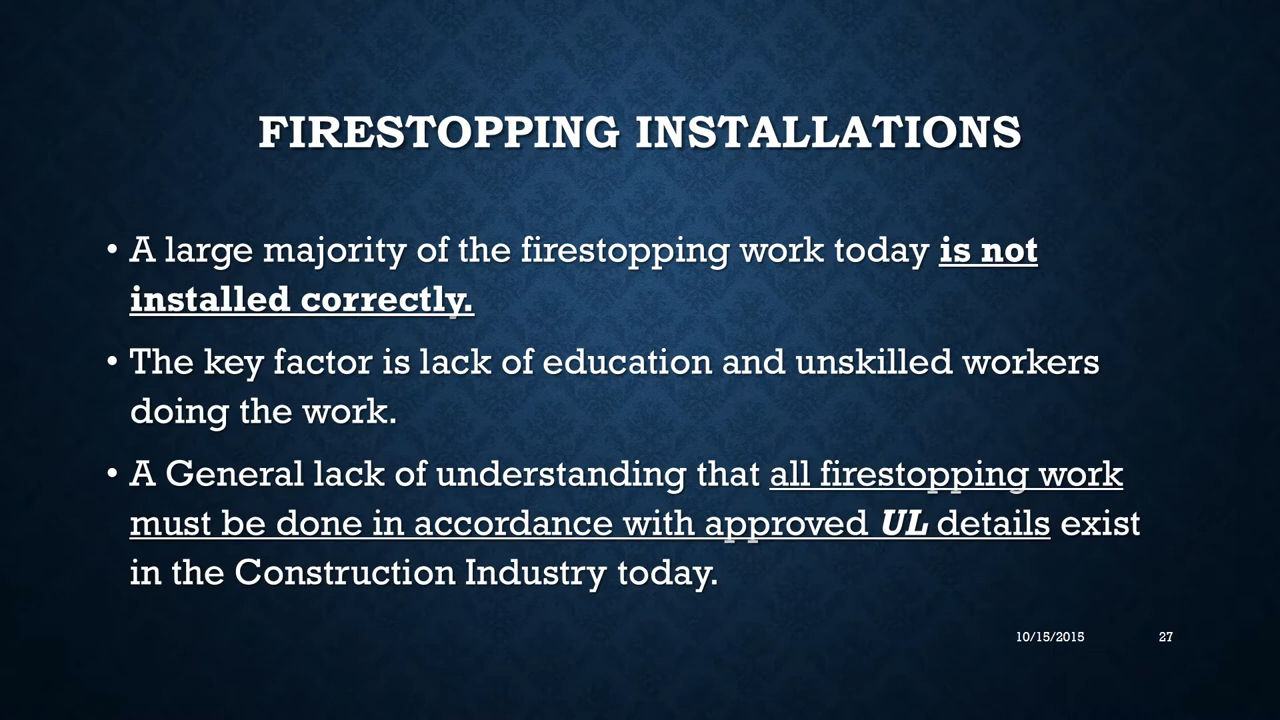 FIRESTOPPING INSTALLATIONS
• A large majority of the firestopping work today is not
installed correctly.
• The key factor is lack of education and unskilled workers
doing the work.
• A General lack of understanding that all firestopping work
must be done in accordance with approved UL details exist
in the Construction Industry today.
10/15/2015 27